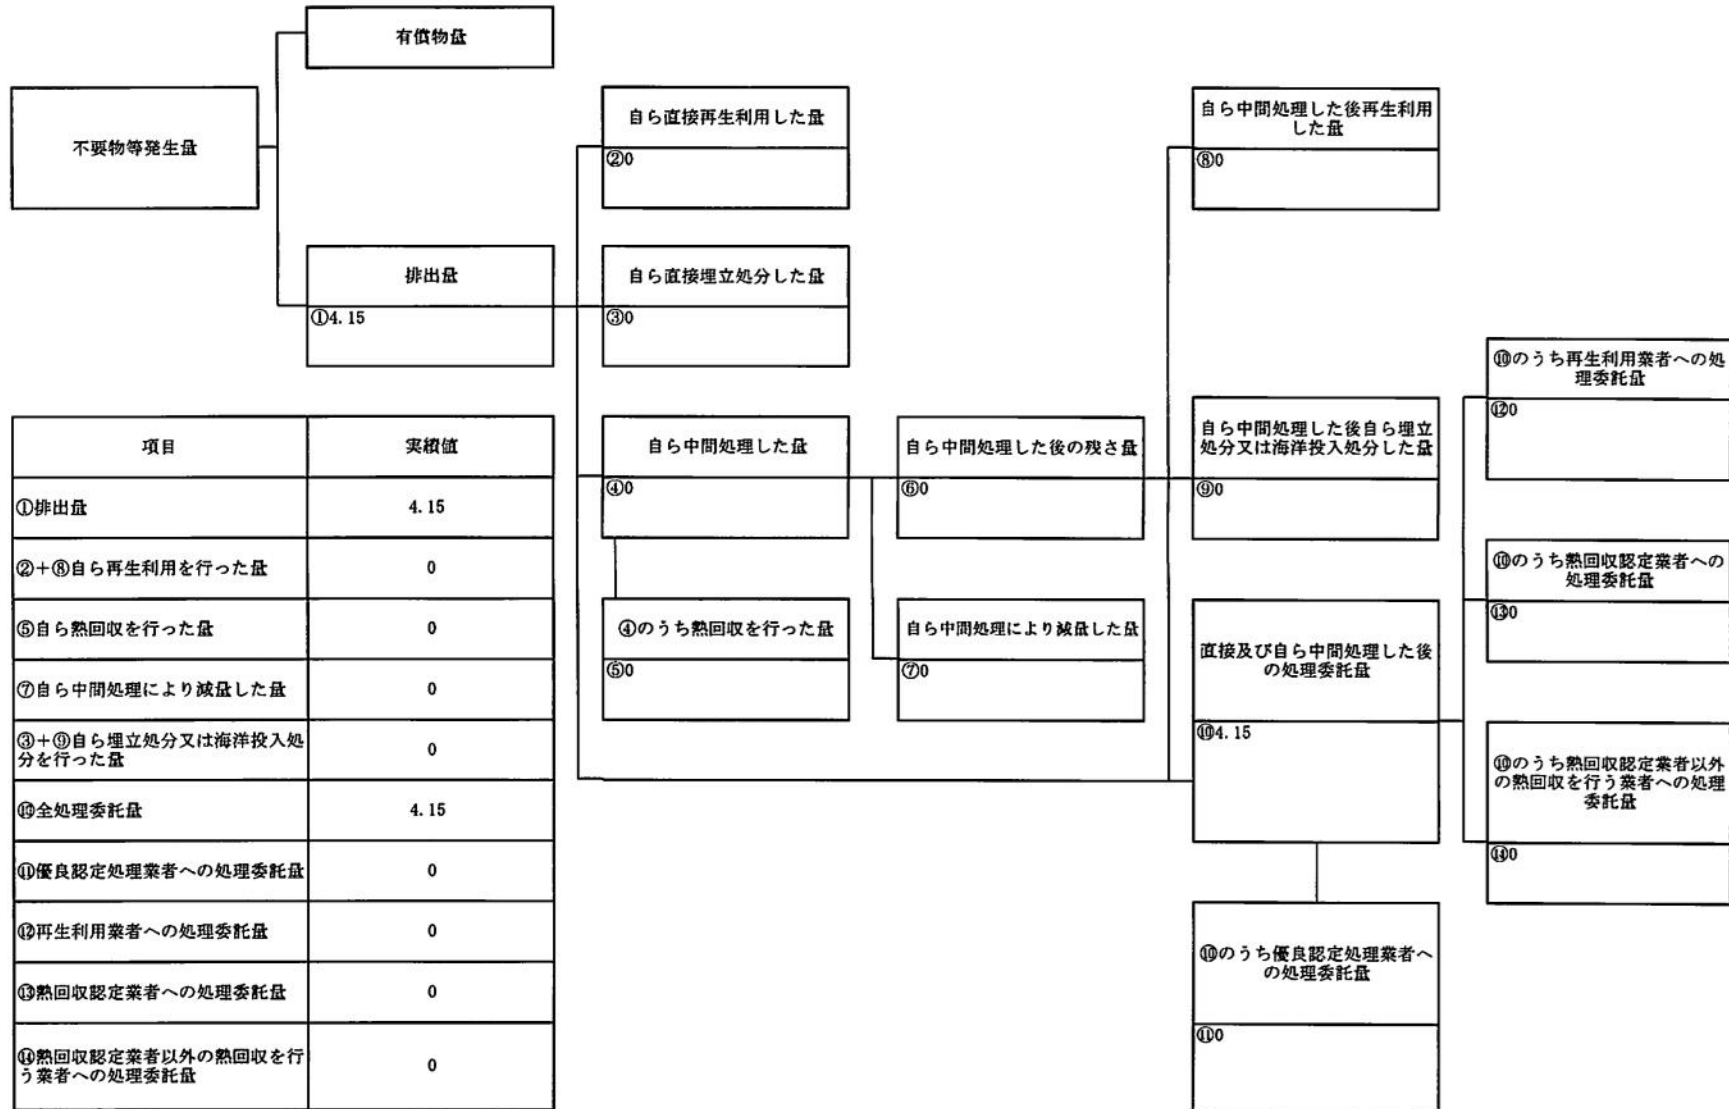 有償物量
不要物等発生量
自ら直接再生利用した量
②0
自ら中間処理した後再生利用
した量
⑧0
排出量
①4.15
自ら直接埋立処分した量
③0
⑩のうち再生利用業者への処
理委託量
⑫0
自ら中間処理した量
④0
自ら中間処理した後の残さ量
⑥0
自ら中間処理した後自ら埋立
処分又は海洋投入処分した量
⑨0
⑩のうち熱回収認定業者への
処理委託量
⑬0
④のうち熱回収を行った量
⑤0
自ら中間処理により減量した量
⑦0
直接及び自ら中間処理した後
の処理委託量
⑩4.15
⑩のうち熱回収認定業者以外
の熱回収を行う業者への処理
委託量
⑭0
⑩のうち優良認定処理業者へ
の処理委託量
⑪0
項目 実績値
①排出量 4.15
②+⑧自ら再生利用を行った量 0
⑤自ら熱回収を行った量 0
⑦自ら中間処理により減量した量 0
③+⑨自ら埋立処分又は海洋投入処
分を行った量 0
⑩全処理委託量 4.15
⑪優良認定処理業者への処理委託量 0
⑫再生利用業者への処理委託量 0
⑬熱回収認定業者への処理委託量 0
⑭熱回収認定業者以外の熱回収を行
う業者への処理委託量 0